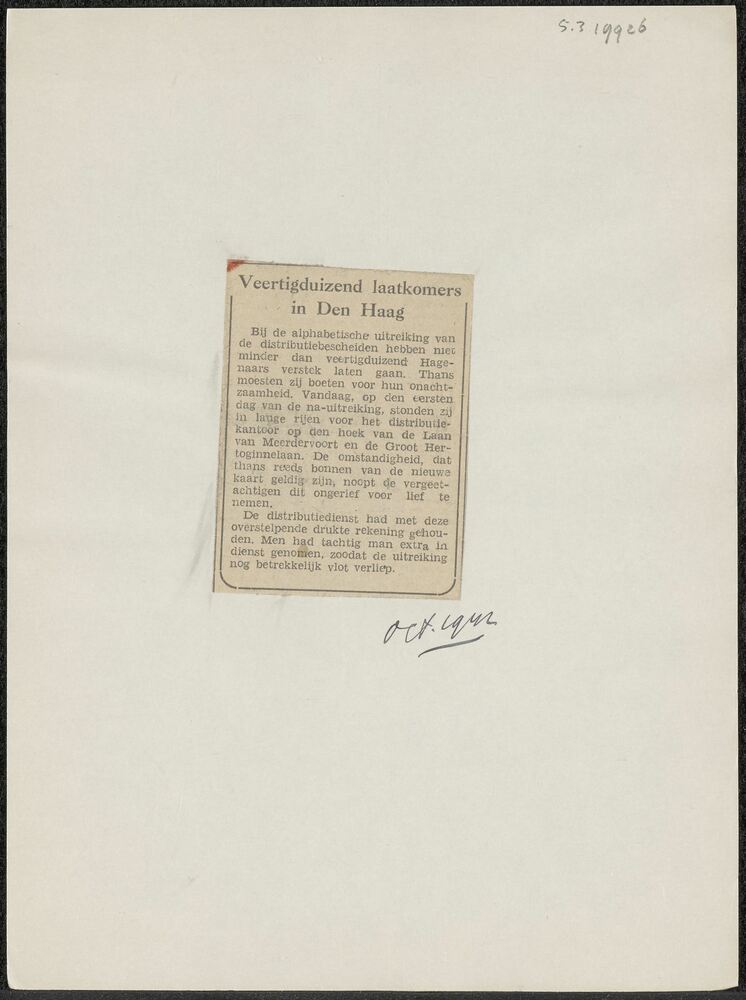 5.3 19926
Veertigduizend laatkomers
in Den Haag
Bij de alphabetische uitreiking van
de distributiebescheiden hebben niet
minder dan veertigduizend Hage-
naars verstek laten gaan. Thans
moesten zij boeten voor hun onacht-
zaamheid. Vandaag, op den eersten
dag van de na-uitreiking, stonden zij
in lange rijen voor het distributie-
kantoor op den hoek van de Laan
van Meerdervoort en de Groot Her-
toginnelaan. De omstandigheid, dat
thans reeds bonnen van de nieuwe
kaart geldig zijn, noopt de vergeet-
achtigen dit ongerief voor lief te
nemen.
De distributiedienst had met deze
overstelpende drukte rekening gehou-
den. Men had tachtig man extra in
dienst genomen, zoodat de uitreiking
nog betrekkelijk vlot verliep.
oct. 1942